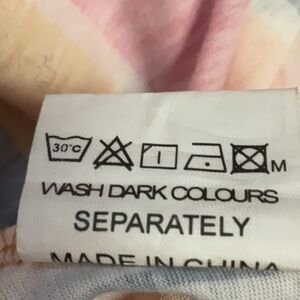 30°C M
WASH DARK COLOURS
SEPARATELY
MADE IN CHINA